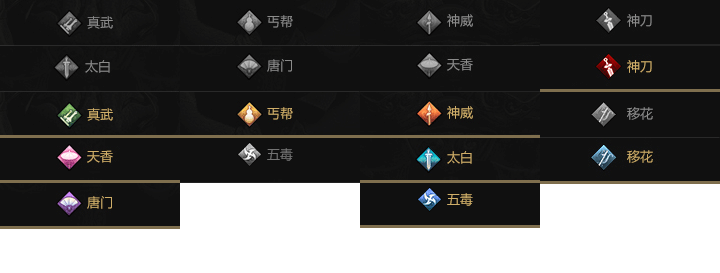 真武 丐帮 神威 神刀
太白 唐门 天香 神刀
真武 丐帮 神威 移花
天香 五毒 太白 移花
唐门 五毒